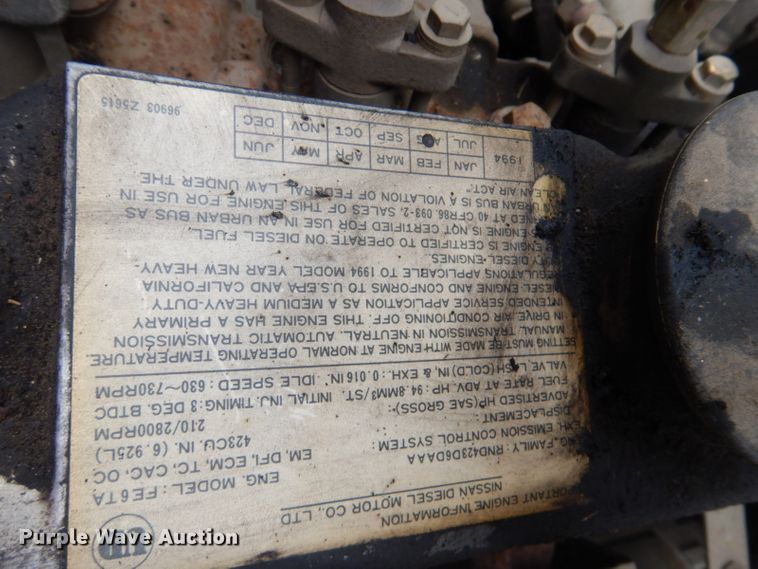 IMPORTANT ENGINE INFORMATION
NISSAN DIESEL MOTOR CO., LTD
UD
ENG. MODEL : FE6TA
ENG. FAMILY : RND423D6DAAA
EXH. EMISSION CONTROL SYSTEM : EM, DFI, ECM, TC, CAC, OC
DISPLACEMENT 423CU IN. (6.925L)
ADVERTISED HP(SAE GROSS): 210/2800RPM
FUEL RATE AT ADV. HP : 94.8MM³/ST. INITIAL INJ. TIMING:3 DEG. BTDC
VALVE LASH(COLD) IN & EXH.:0.016IN. IDLE SPEED : 630~730RPM
SETTING MUST BE MADE WITH ENGINE AT NORMAL OPERATING TEMPERATURE.
MANUAL TRANSMISSION IN NEUTRAL, AUTOMATIC TRANSMISSION
IN DRIVE, AIR CONDITIONING OFF. THIS ENGINE HAS A PRIMARY
INTENDED SERVICE APPLICATION AS A MEDIUM HEAVY-DUTY
DIESEL ENGINE AND CONFORMS TO U.S.EPA AND CALIFORNIA
REGULATIONS APPLICABLE TO 1994 MODEL YEAR NEW HEAVY-
DUTY DIESEL ENGINES.
ENGINE IS CERTIFIED TO OPERATE ON DIESEL FUEL
ENGINE IS NOT CERTIFIED FOR USE IN AN URBAN BUS AS
AT 40 CFR86. 093-2. SALES OF THIS ENGINE FOR USE IN
URBAN BUS IS A VIOLATION OF FEDERAL LAW UNDER THE
CLEAN AIR ACT.
1994 JAN FEB MAR APR MAY JUN
JUL AUG SEP OCT NOV DEC
96903 Z5615
Purple Wave Auction